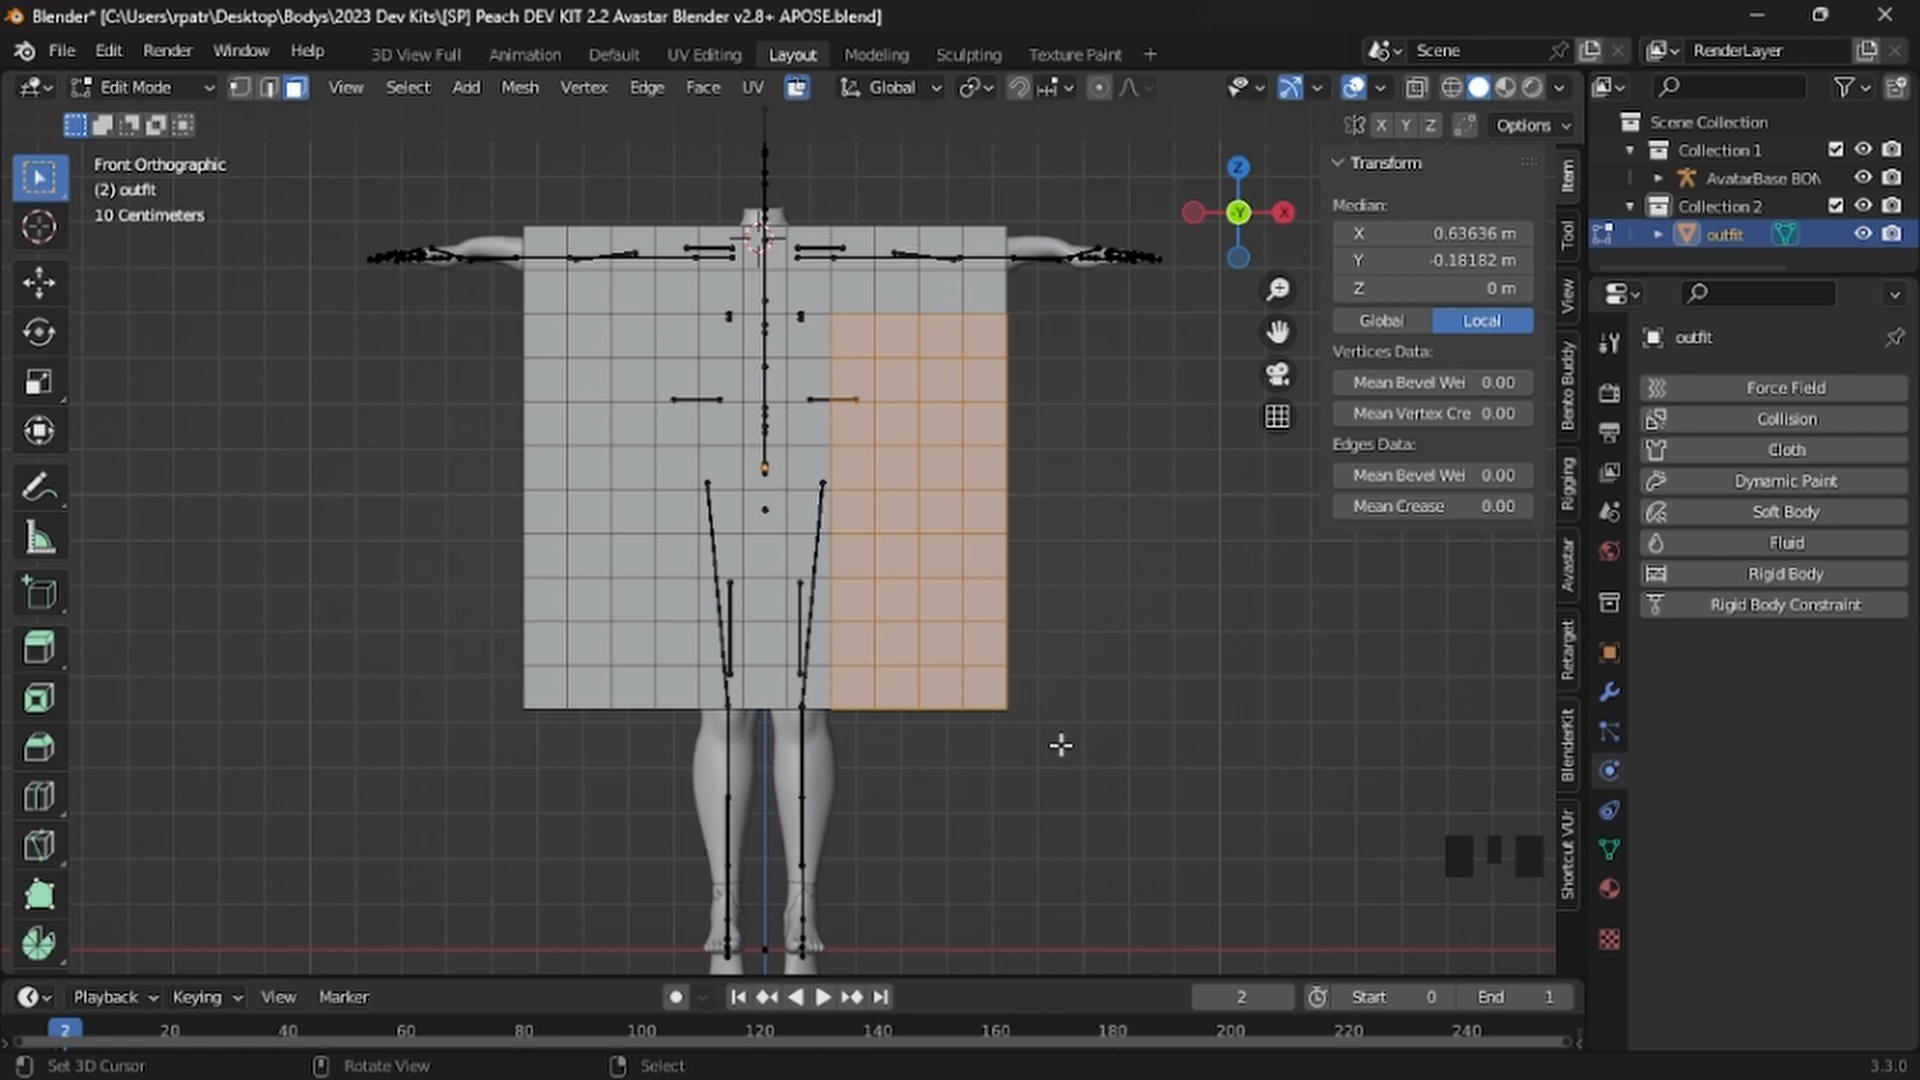 Blender* [C:\Users\rpatr\Desktop\Bodys\2023 Dev Kits\[SP] Peach DEV KIT 2.2 Avastar Blender v2.8+ APOSE.blend]
File Edit Render Window Help 3D View Full Animation Default UV Editing Layout Modeling Sculpting Texture Paint + Scene RenderLayer
Edit Mode View Select Add Mesh Vertex Edge Face UV Global
X Y Z Options
Front Orthographic
(2) outfit
10 Centimeters
Z
Y
X
Transform
Median:
X 0.63636 m
Y -0.18182 m
Z 0 m
Global Local
Vertices Data:
Mean Bevel Wei 0.00
Mean Vertex Cre 0.00
Edges Data:
Mean Bevel Wei 0.00
Mean Crease 0.00
Item
Tool
View
Bento Buddy
Rigging
Avastar
Retarget
BlenderKit
Shortcut VUr
Scene Collection
Collection 1
AvatarBase BON
Collection 2
outfit
outfit
Force Field
Collision
Cloth
Dynamic Paint
Soft Body
Fluid
Rigid Body
Rigid Body Constraint
Playback Keying View Marker 2 Start 0 End 1
2 20 40 60 80 100 120 140 160 180 200 220 240
Set 3D Cursor Rotate View Select 3.3.0